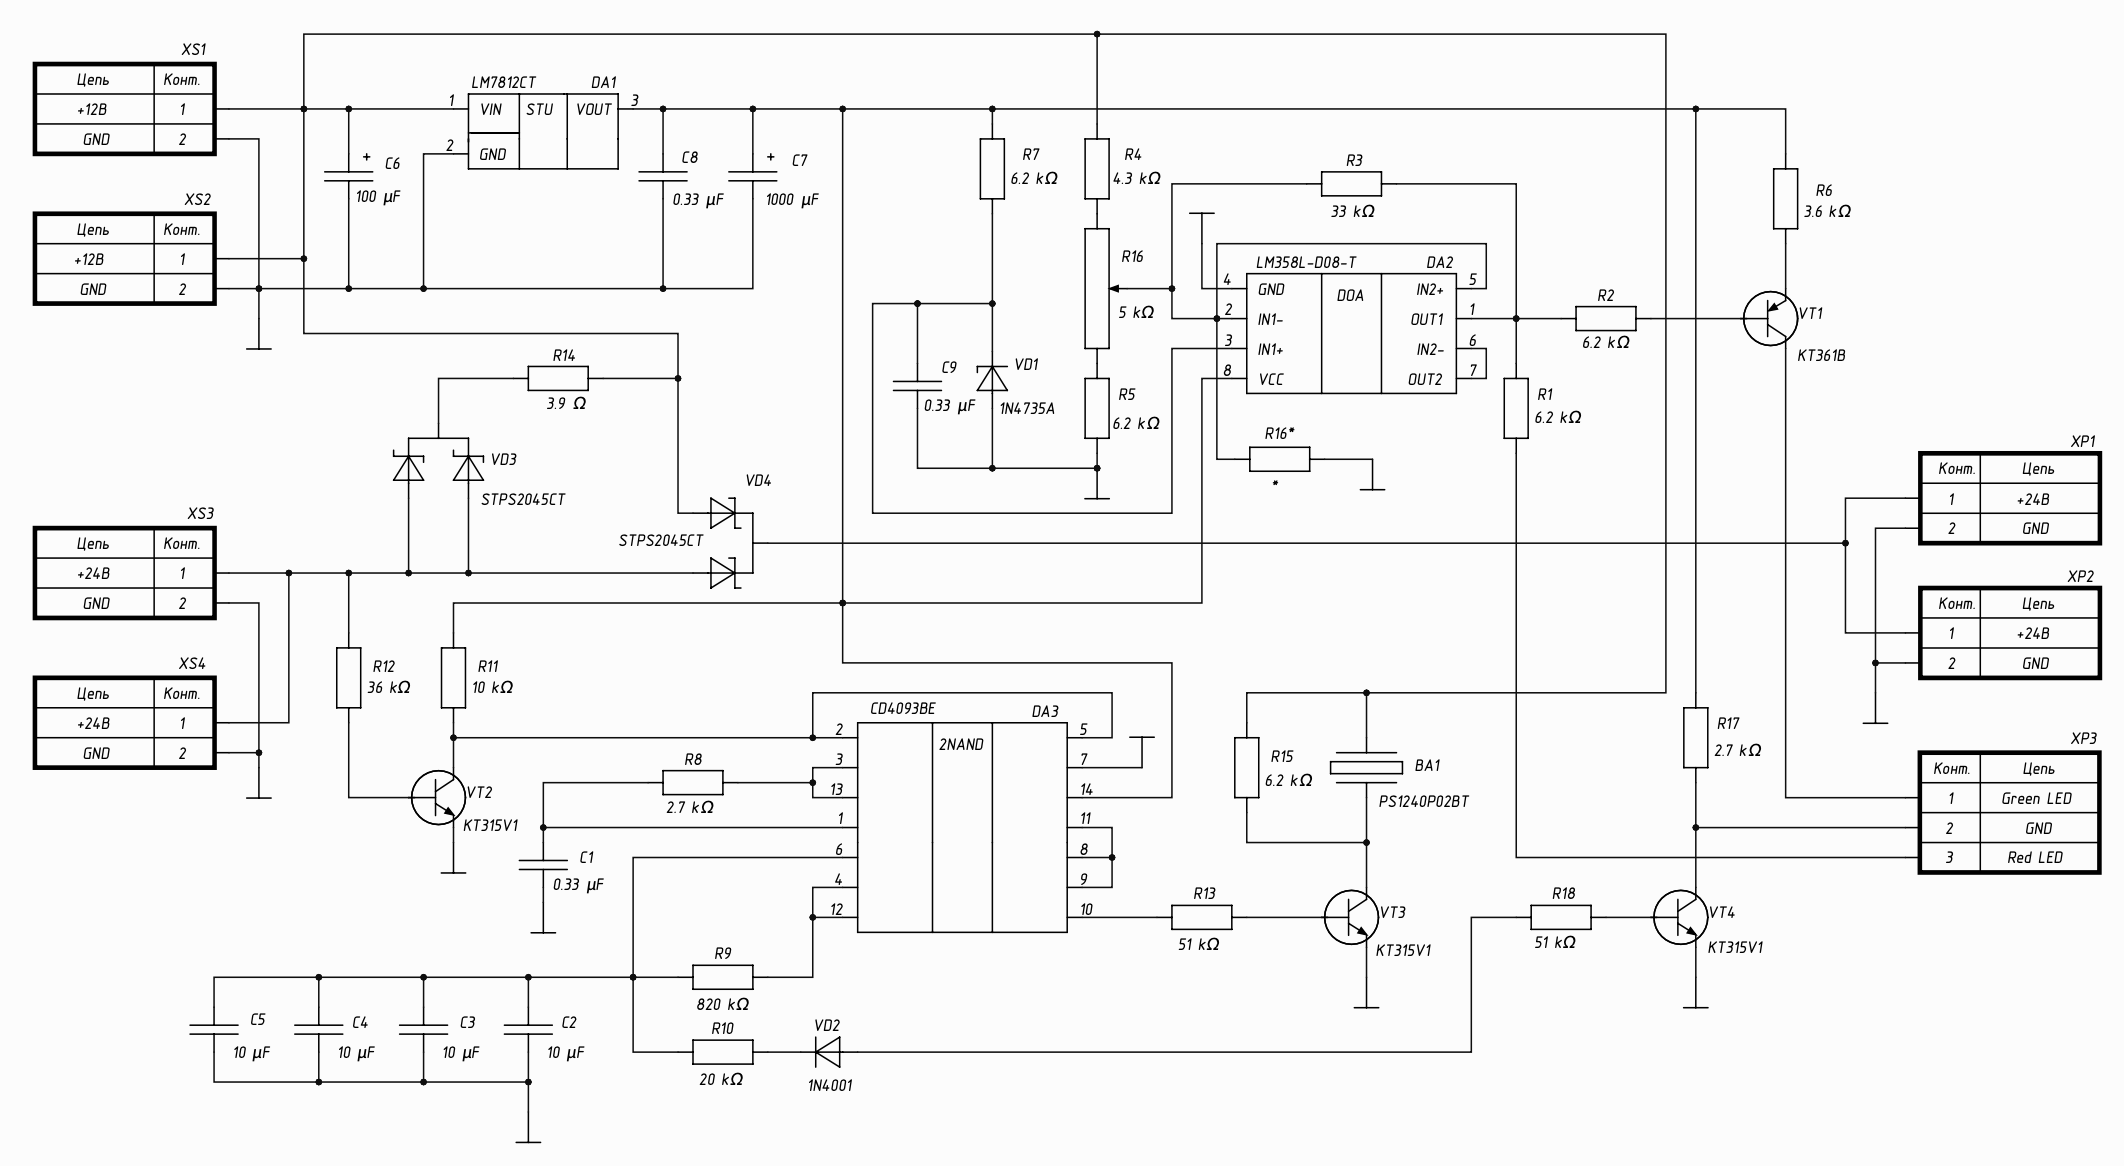 XS1
Цепь Конт.
+12В 1
GND 2
XS2
Цепь Конт.
+12В 1
GND 2
LM7812CT DA1
1 VIN STU VOUT 3
2 GND
+ C6
100 µF
C8
0.33 µF
+ C7
1000 µF
R7
6.2 kΩ
R4
4.3 kΩ
R16
5 kΩ
R5
6.2 kΩ
C9
0.33 µF
VD1
1N4735A
R3
33 kΩ
LM358L-D08-T DA2
4 GND DOA IN2+ 5
2 IN1- OUT1 1
3 IN1+ IN2- 6
8 VCC OUT2 7
R16*
*
R2
6.2 kΩ
R1
6.2 kΩ
R6
3.6 kΩ
VT1
KT361B
R14
3.9 Ω
VD3
STPS2045CT
VD4
STPS2045CT
XS3
Цепь Конт.
+24В 1
GND 2
XS4
Цепь Конт.
+24В 1
GND 2
XP1
Конт. Цепь
1 +24В
2 GND
XP2
Конт. Цепь
1 +24В
2 GND
XP3
Конт. Цепь
1 Green LED
2 GND
3 Red LED
R12
36 kΩ
R11
10 kΩ
VT2
KT315V1
R8
2.7 kΩ
C1
0.33 µF
CD4093BE DA3
2 2NAND 5
3 7
13 14
1 11
6 8
4 9
12 10
R15
6.2 kΩ
BA1
PS1240P02BT
R17
2.7 kΩ
R13
51 kΩ
VT3
KT315V1
R18
51 kΩ
VT4
KT315V1
R9
820 kΩ
R10
20 kΩ
VD2
1N4001
C5
10 µF
C4
10 µF
C3
10 µF
C2
10 µF